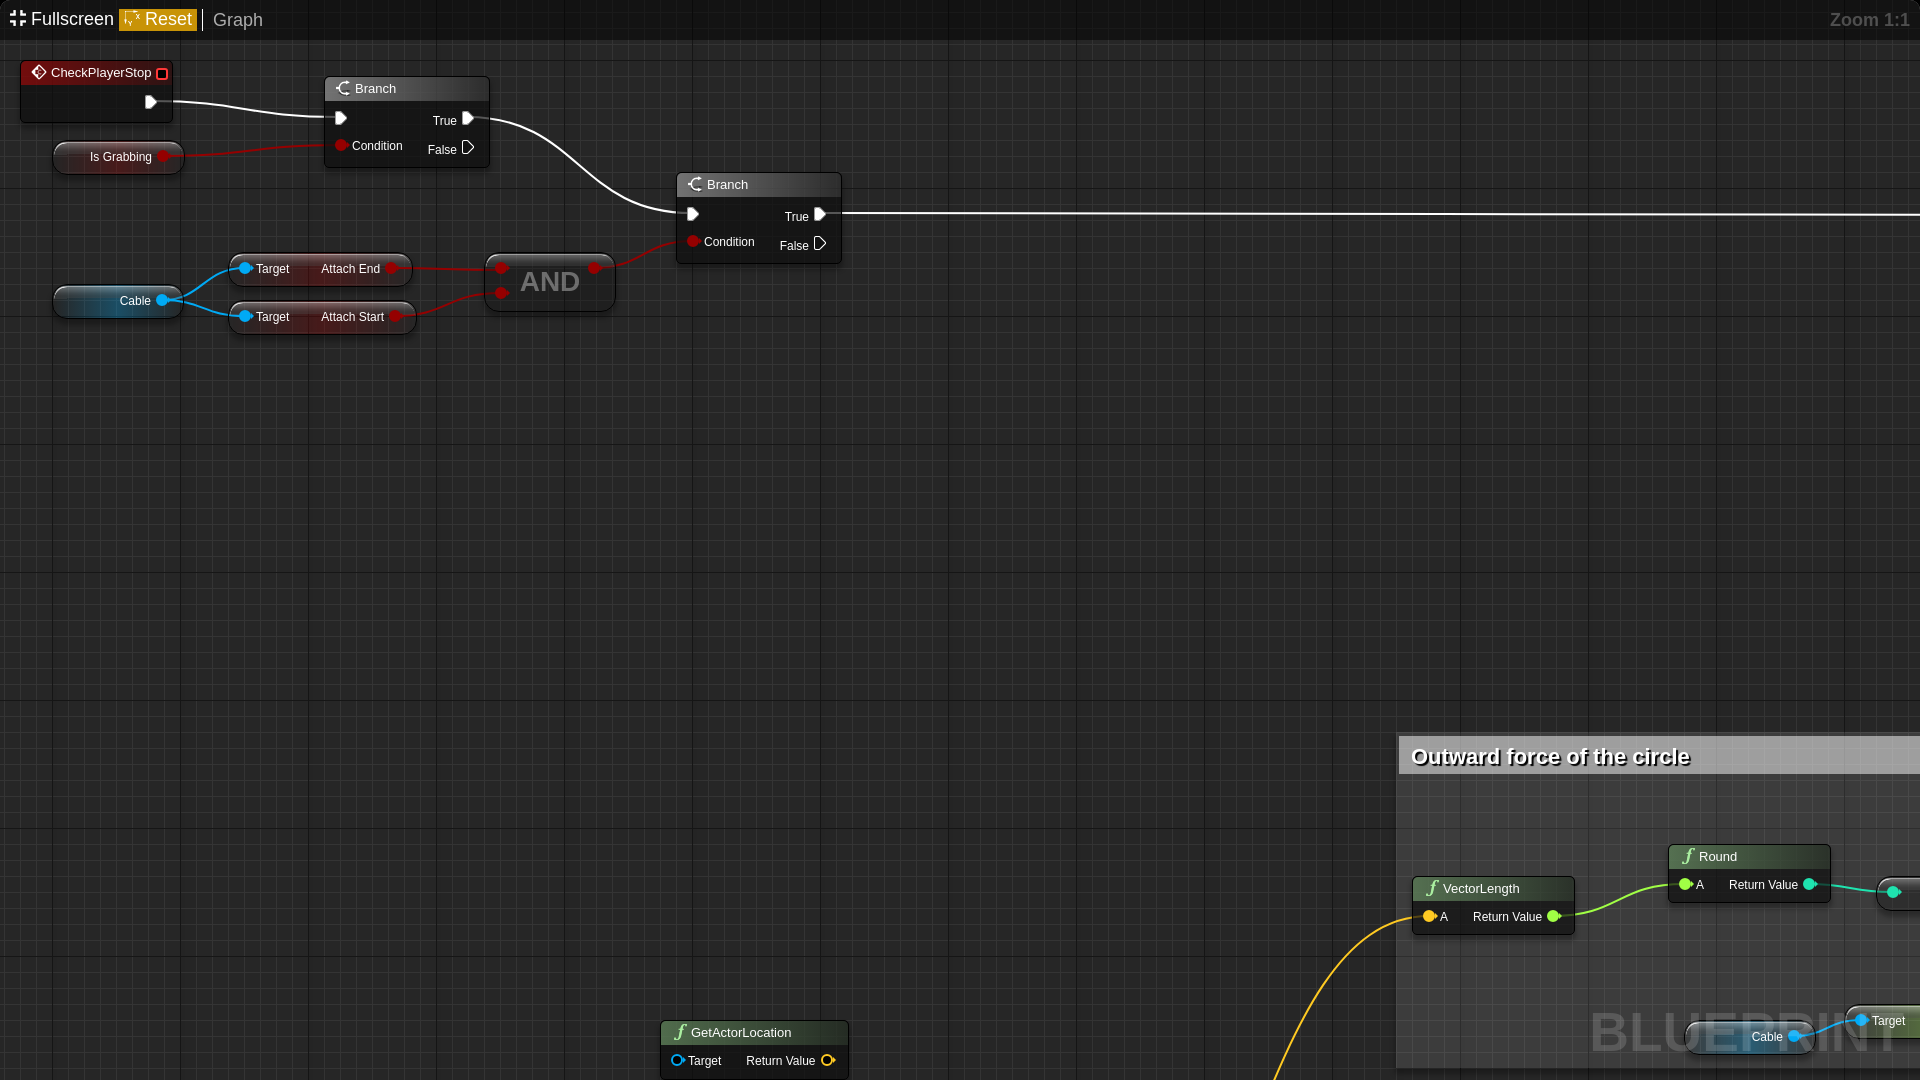 Fullscreen Reset Graph Zoom 1:1
CheckPlayerStop
Branch
True
Condition
False
Is Grabbing
Branch
True
Condition
False
Target Attach End
AND
Cable
Target Attach Start
Outward force of the circle
Round
A Return Value
VectorLength
A Return Value
GetActorLocation
Target Return Value
Target
Cable
BLUEPRINT